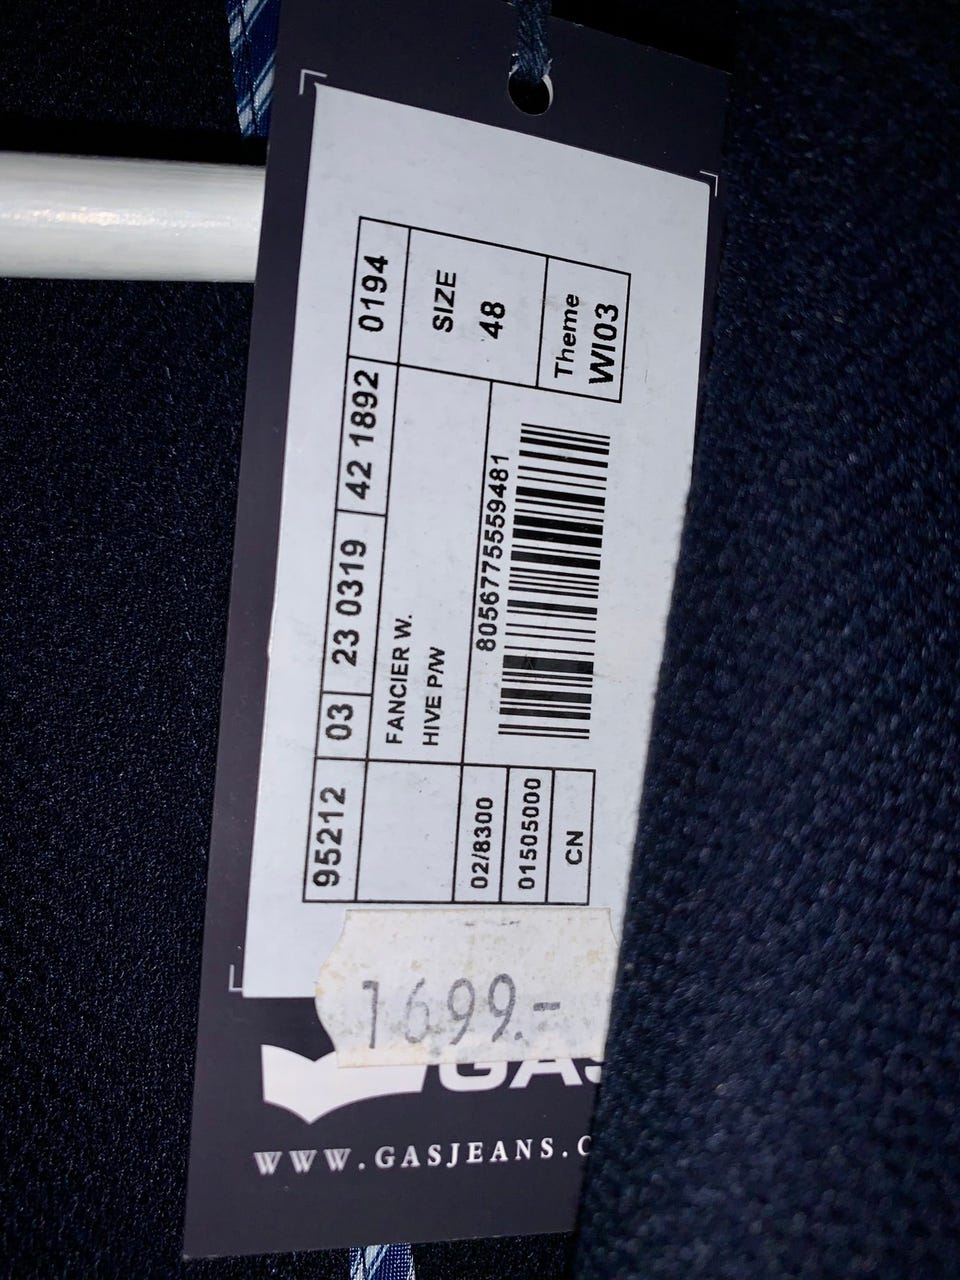 95212 03 23 0319 42 1892 0194
FANCIER W.
HIVE P/W
SIZE
48
02/8300
01505000
CN
8056775559481
Theme
WI03
1699.-
GAS
WWW.GASJEANS.C